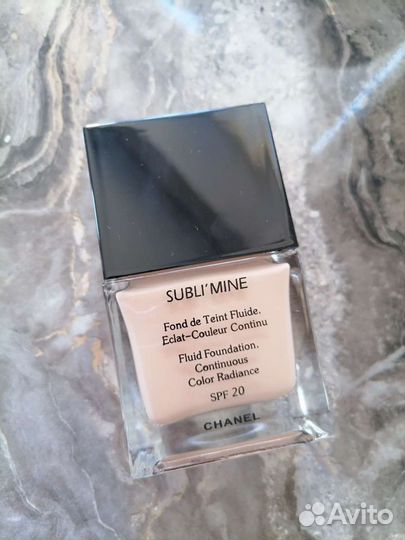 SUBLI'MINE
Fond de Teint Fluide,
Eclat-Couleur Continu
Fluid Foundation,
Continuous
Color Radiance
SPF 20
CHANEL
Avito